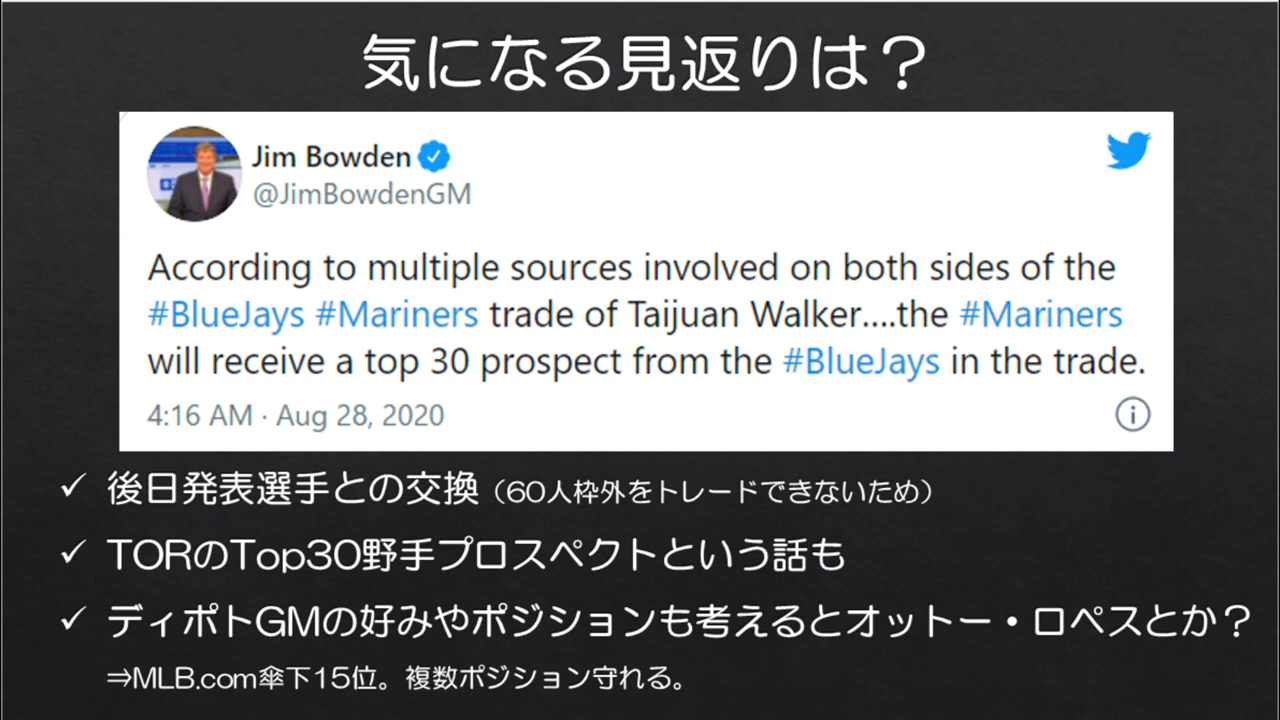 気になる見返りは？
Jim Bowden
@JimBowdenGM
According to multiple sources involved on both sides of the
#BlueJays #Mariners trade of Taijuan Walker....the #Mariners
will receive a top 30 prospect from the #BlueJays in the trade.
4:16 AM · Aug 28, 2020
✓ 後日発表選手との交換（60人枠外をトレードできないため）
✓ TORのTop30野手プロスペクトという話も
✓ ディポトGMの好みやポジションも考えるとオットー・ロペスとか？
⇒MLB.com傘下15位。複数ポジション守れる。